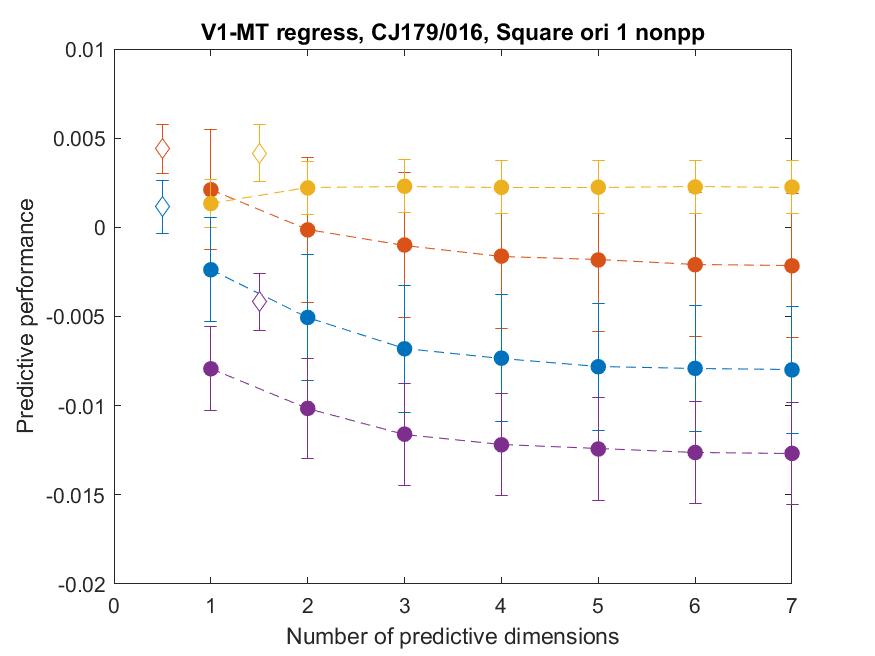 V1-MT regress, CJ179/016, Square ori 1 nonpp
0.01
0.005
0
-0.005
-0.01
-0.015
-0.02
Predictive performance
0 1 2 3 4 5 6 7
Number of predictive dimensions